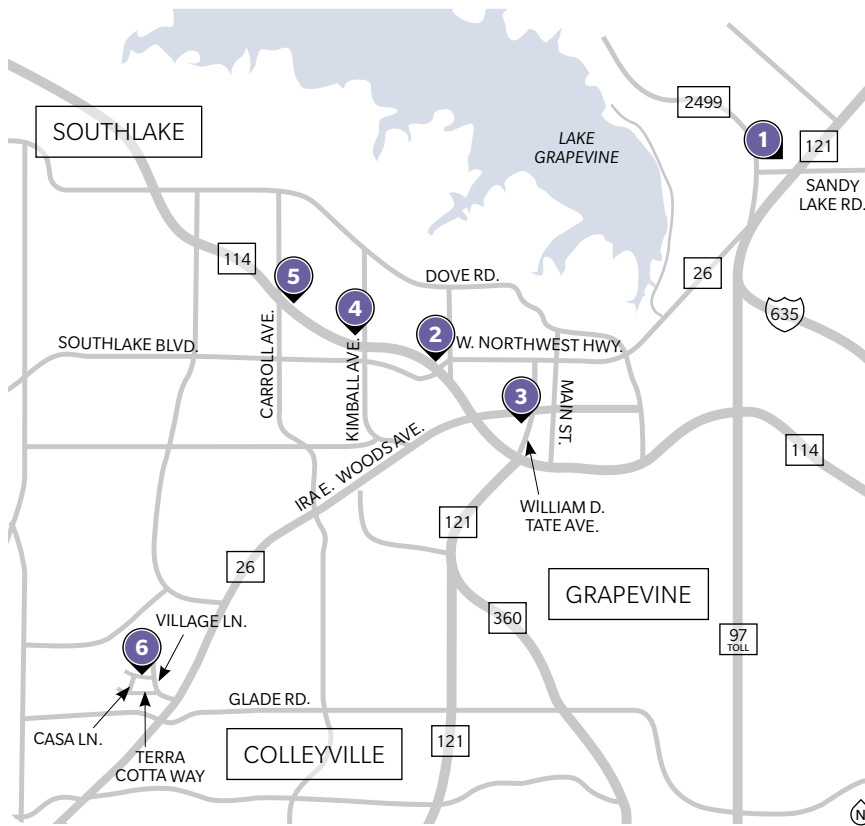 SOUTHLAKE
LAKE
GRAPEVINE
2499
1
121
SANDY
LAKE RD.
26
635
114
5
4
DOVE RD.
2
W. NORTHWEST HWY.
SOUTHLAKE BLVD.
CARROLL AVE.
KIMBALL AVE.
3
MAIN ST.
114
IRA E. WOODS AVE.
WILLIAM D.
TATE AVE.
121
26
GRAPEVINE
360
97
TOLL
6
VILLAGE LN.
GLADE RD.
CASA LN.
TERRA
COTTA WAY
COLLEYVILLE
121
N